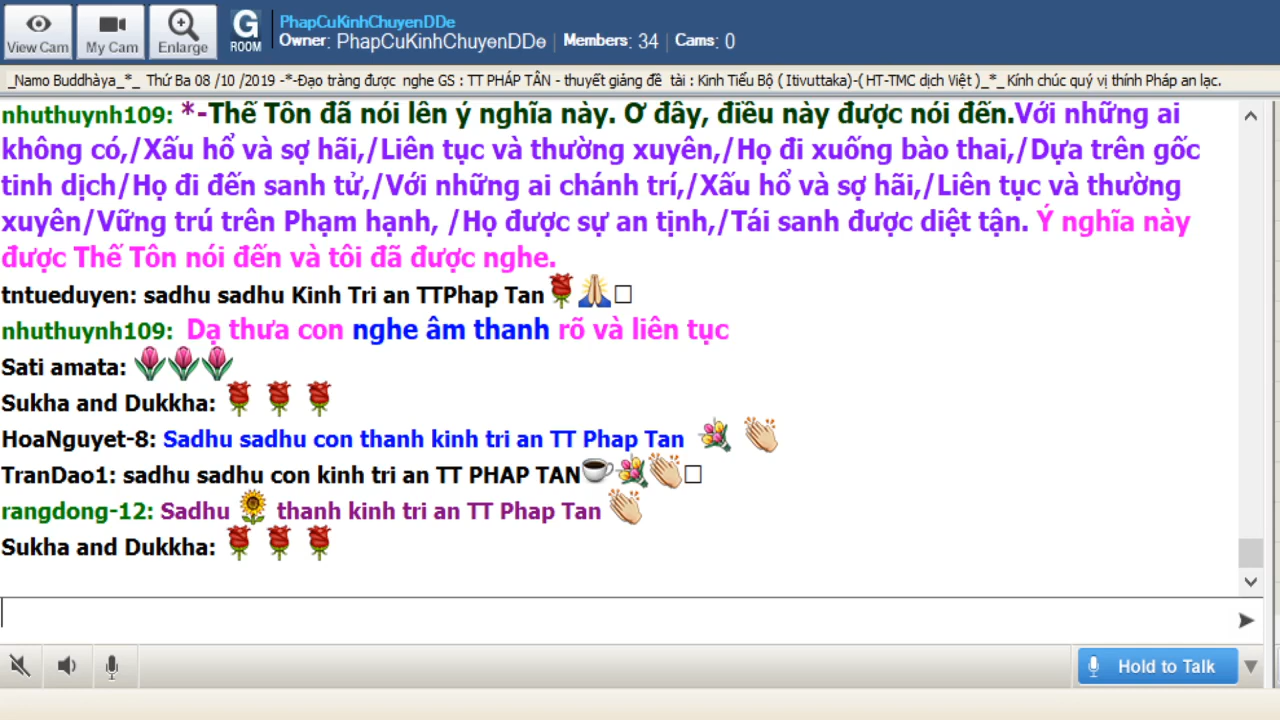 PhapCuKinhChuyenDDe
View Cam My Cam Enlarge G ROOM Owner: PhapCuKinhChuyenDDe Members: 34 Cams: 0
_Namo Buddhàya_*_ Thứ Ba 08 /10 /2019 -*-Đạo tràng được nghe GS : TT PHÁP TÂN - thuyết giảng đề tài : Kinh Tiểu Bộ ( Itivuttaka)-( HT-TMC dịch Việt )_*_Kính chúc quý vị thính Pháp an lạc.
nhuthuynh109: *-Thế Tôn đã nói lên ý nghĩa này. Ơ đây, điều này được nói đến.Với những ai
không có,/Xấu hổ và sợ hãi,/Liên tục và thường xuyên,/Họ đi xuống bào thai,/Dựa trên gốc
tinh dịch/Họ đi đến sanh tử,/Với những ai chánh trí,/Xấu hổ và sợ hãi,/Liên tục và thường
xuyên/Vững trú trên Phạm hạnh, /Họ được sự an tịnh,/Tái sanh được diệt tận. Ý nghĩa này
được Thế Tôn nói đến và tôi đã được nghe.
tntueduyen: sadhu sadhu Kinh Tri an TTPhap Tan🌹🙏🏼□
nhuthuynh109: Dạ thưa con nghe âm thanh rõ và liên tục
Sati amata: 🌷🌷🌷
Sukha and Dukkha: 🌹 🌹 🌹
HoaNguyet-8: Sadhu sadhu con thanh kinh tri an TT Phap Tan 💐 👏🏼
TranDao1: sadhu sadhu con kinh tri an TT PHAP TAN☕💐👏🏼□
rangdong-12: Sadhu 🌻 thanh kinh tri an TT Phap Tan 👏🏼
Sukha and Dukkha: 🌹 🌹 🌹
Hold to Talk